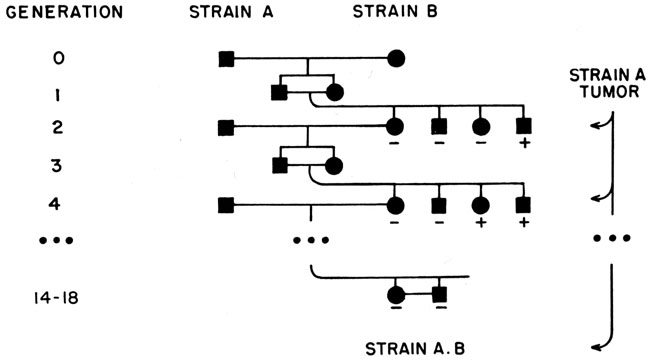 GENERATION STRAIN A STRAIN B
0
STRAIN A
TUMOR
1
2
- - - +
3
4
- - + +
••• ••• •••
14-18
- -
STRAIN A.B